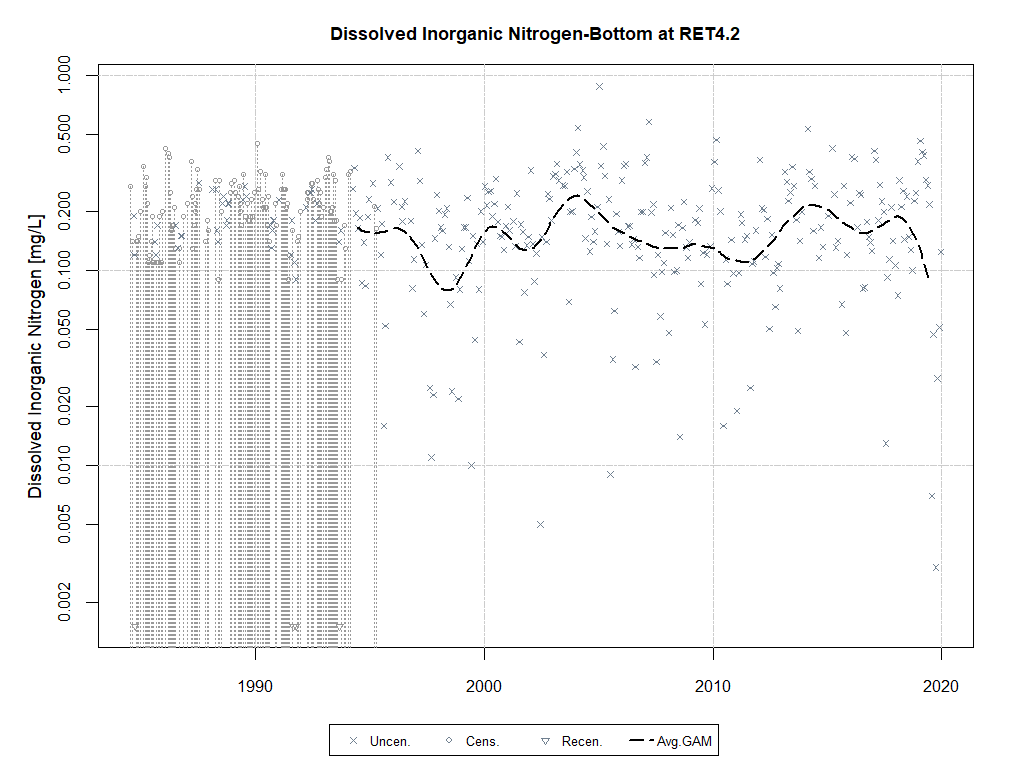 Dissolved Inorganic Nitrogen-Bottom at RET4.2
Dissolved Inorganic Nitrogen [mg/L]
1.000
0.500
0.200
0.100
0.050
0.020
0.010
0.005
0.002
1990 2000 2010 2020
Uncen. Cens. Recen. Avg.GAM